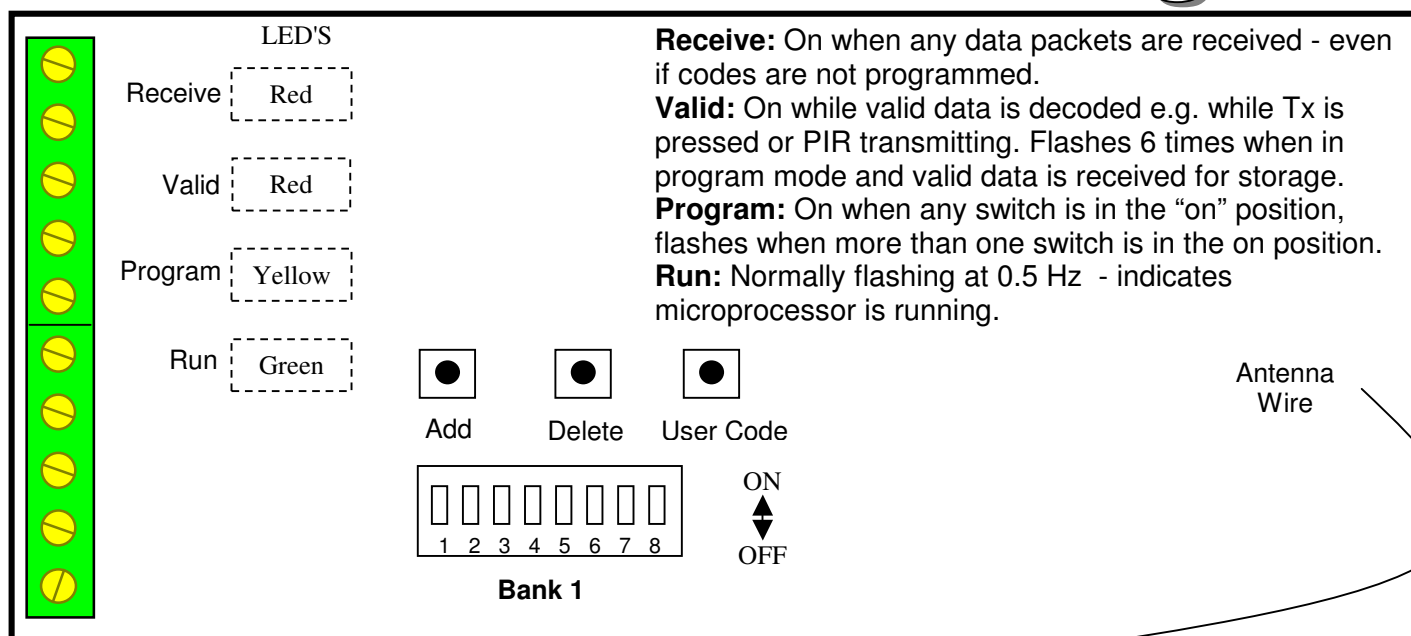 LED'S
Receive Red
Valid Red
Program Yellow
Run Green
Receive: On when any data packets are received - even
if codes are not programmed.
Valid: On while valid data is decoded e.g. while Tx is
pressed or PIR transmitting. Flashes 6 times when in
program mode and valid data is received for storage.
Program: On when any switch is in the “on” position,
flashes when more than one switch is in the on position.
Run: Normally flashing at 0.5 Hz - indicates
microprocessor is running.
Antenna
Wire
Add Delete User Code
ON
OFF
1 2 3 4 5 6 7 8
Bank 1